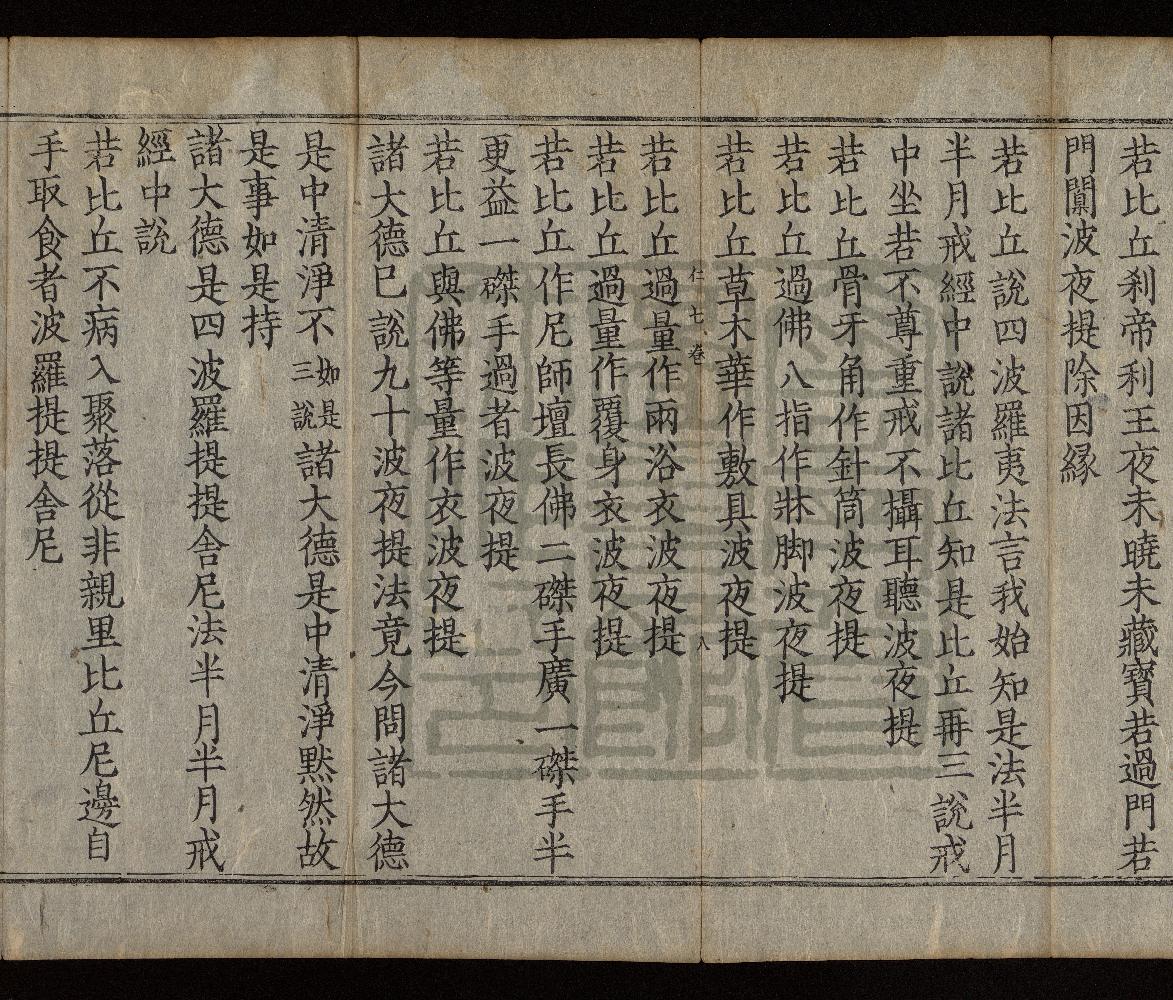 若比丘刹帝利王夜未曉未藏寶若過門若
門闑波夜提除因緣
若比丘說四波羅夷法言我始知是法半月
半月戒經中說諸比丘知是比丘再三說戒
中坐若不尊重戒不攝耳聽波夜提
若比丘骨牙角作針筒波夜提
若比丘過佛八指作牀脚波夜提
若比丘草木華作敷具波夜提
仁七卷 八
若比丘過量作兩浴衣波夜提
若比丘過量作覆身衣波夜提
若比丘作尼師壇長佛二磔手廣一磔手半
更益一磔手過者波夜提
若比丘與佛等量作衣波夜提
諸大德已說九十波夜提法竟今問諸大德
是中清淨不如是三說諸大德是中清淨默然故
是事如是持
諸大德是四波羅提提舍尼法半月半月戒
經中說
若比丘不病入聚落從非親里比丘尼邊自
手取食者波羅提提舍尼